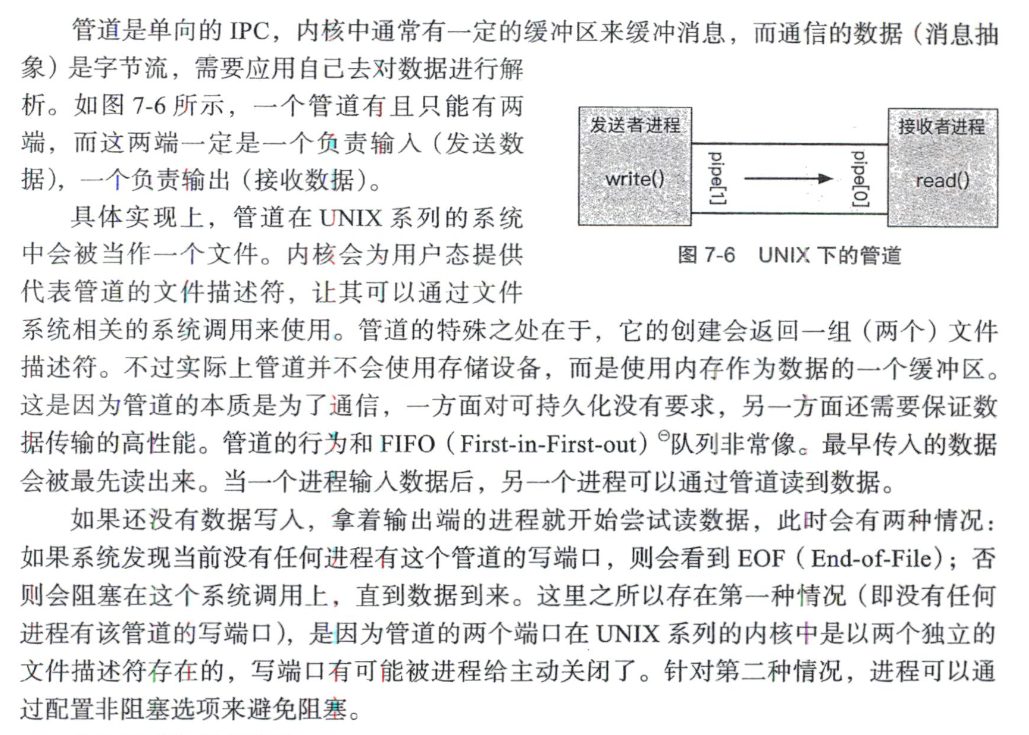 管道是单向的 IPC，内核中通常有一定的缓冲区来缓冲消息，而通信的数据（消息抽
象）是字节流，需要应用自己去对数据进行解
析。如图 7-6 所示，一个管道有且只能有两
端，而这两端一定是一个负责输入（发送数
据），一个负责输出（接收数据）。
具体实现上，管道在 UNIX 系列的系统
中会被当作一个文件。内核会为用户态提供
代表管道的文件描述符，让其可以通过文件
发送者进程
write()
pipe[1]
pipe[0]
接收者进程
read()
图 7-6 UNIX 下的管道
系统相关的系统调用来使用。管道的特殊之处在于，它的创建会返回一组（两个）文件
描述符。不过实际上管道并不会使用存储设备，而是使用内存作为数据的一个缓冲区。
这是因为管道的本质是为了通信，一方面对可持久化没有要求，另一方面还需要保证数
据传输的高性能。管道的行为和 FIFO（First-in-First-out）㊀队列非常像。最早传入的数据
会被最先读出来。当一个进程输入数据后，另一个进程可以通过管道读到数据。
如果还没有数据写入，拿着输出端的进程就开始尝试读数据，此时会有两种情况：
如果系统发现当前没有任何进程有这个管道的写端口，则会看到 EOF（End-of-File）；否
则会阻塞在这个系统调用上，直到数据到来。这里之所以存在第一种情况（即没有任何
进程有该管道的写端口），是因为管道的两个端口在 UNIX 系列的内核中是以两个独立的
文件描述符存在的，写端口有可能被进程给主动关闭了。针对第二种情况，进程可以通
过配置非阻塞选项来避免阻塞。